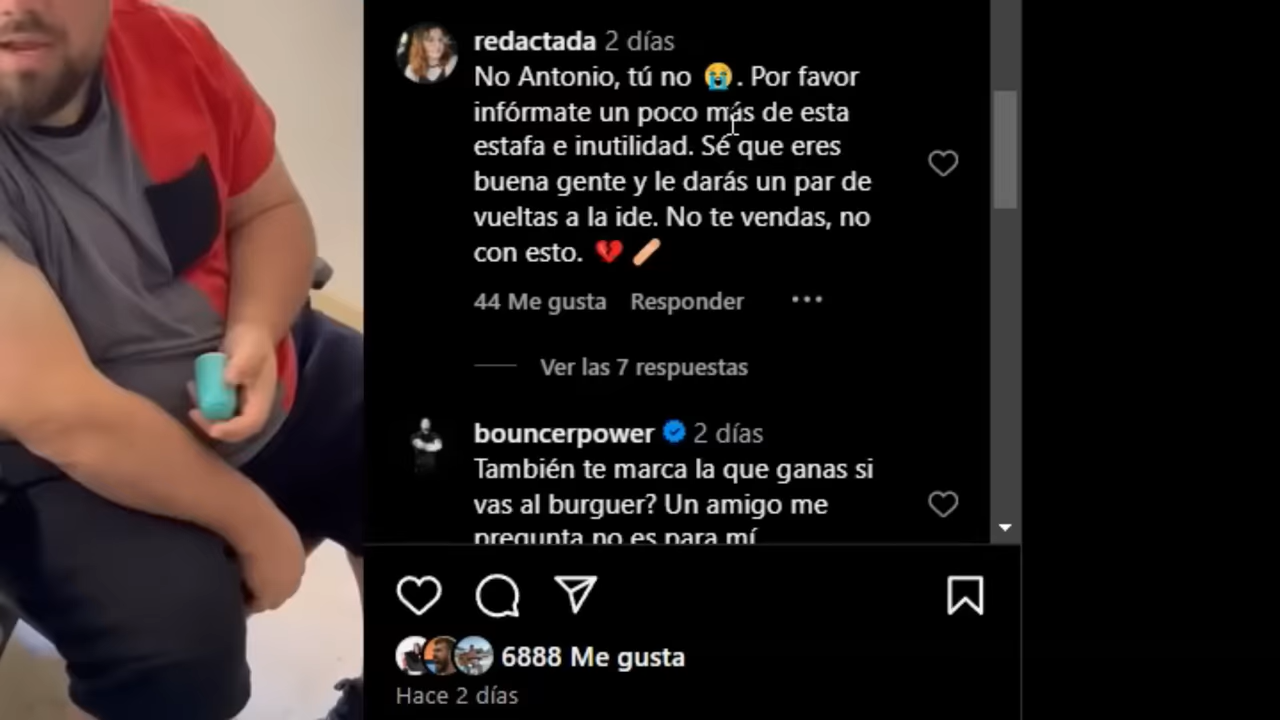 redactada 2 días
No Antonio, tú no 😭. Por favor
infórmate un poco más de esta
estafa e inutilidad. Sé que eres
buena gente y le darás un par de
vueltas a la ide. No te vendas, no
con esto. 💔 🩹
44 Me gusta Responder ···
Ver las 7 respuestas
bouncerpower 2 días
También te marca la que ganas si
vas al burguer? Un amigo me
pregunta no es para mí
6888 Me gusta
Hace 2 días